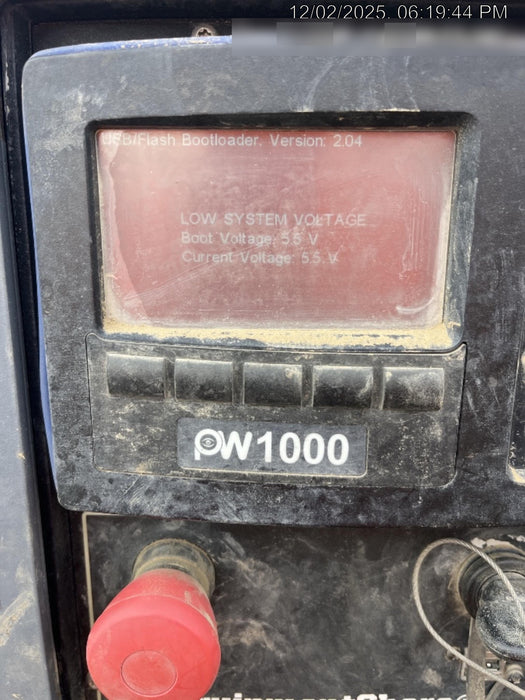 12/02/2025. 06:19:44 PM
USB/Flash Bootloader. Version: 2.04
LOW SYSTEM VOLTAGE
Boot Voltage: 5.5 V
Current Voltage: 5.5 V
PW1000